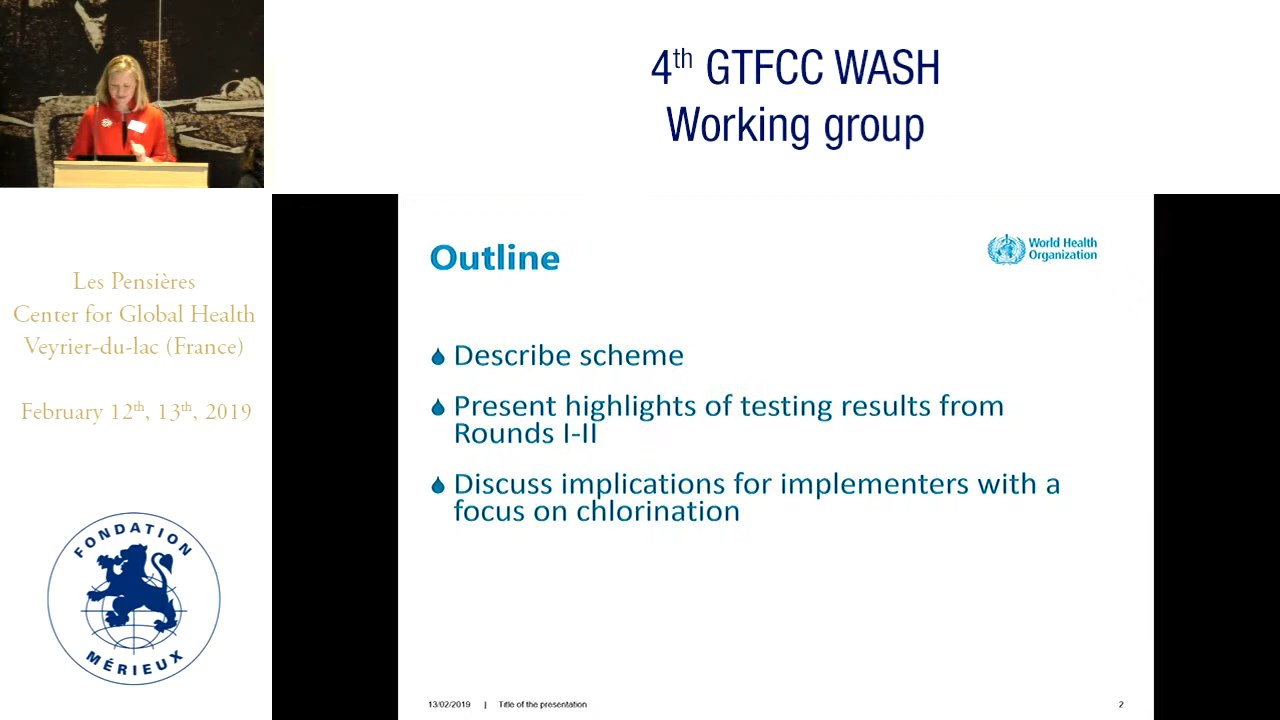 4th GTFCC WASH
Working group
Les Pensières
Center for Global Health
Veyrier-du-lac (France)
February 12th, 13th, 2019
FONDATION
MÉRIEUX
Outline
World Health
Organization
Describe scheme
Present highlights of testing results from
Rounds I-II
Discuss implications for implementers with a
focus on chlorination
13/02/2019 | Title of the presentation 2